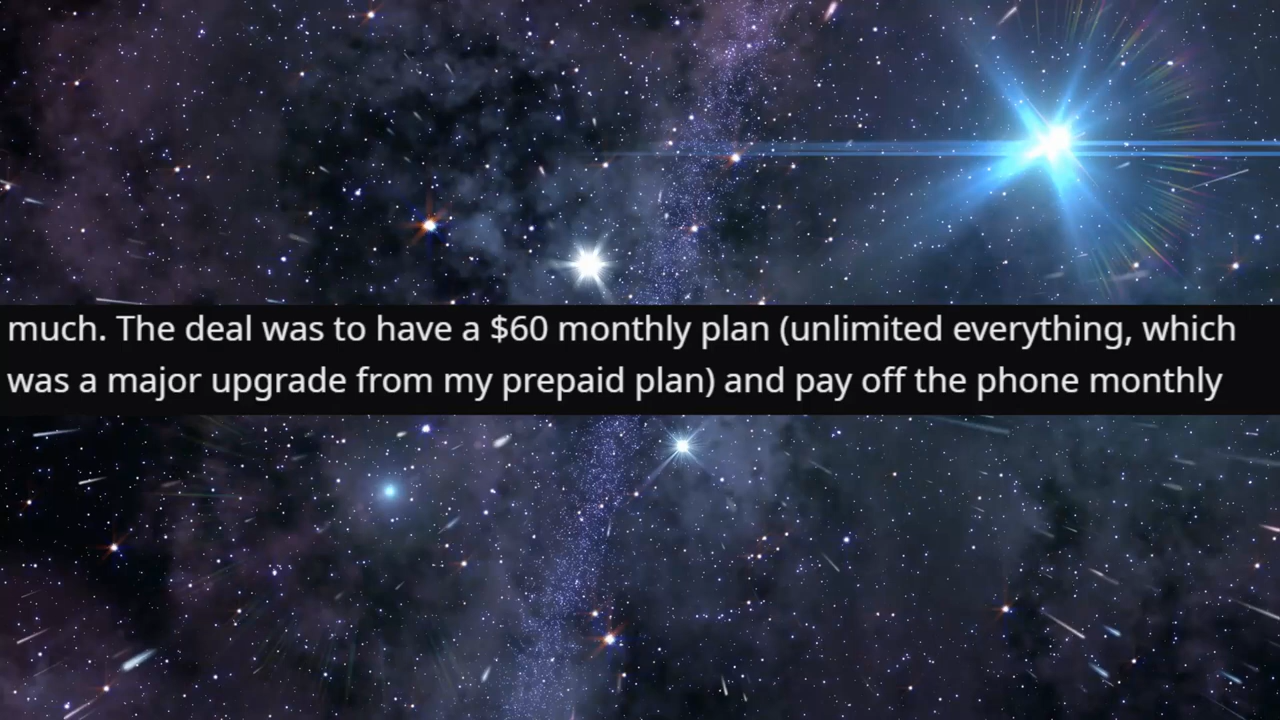 much. The deal was to have a $60 monthly plan (unlimited everything, which
was a major upgrade from my prepaid plan) and pay off the phone monthly